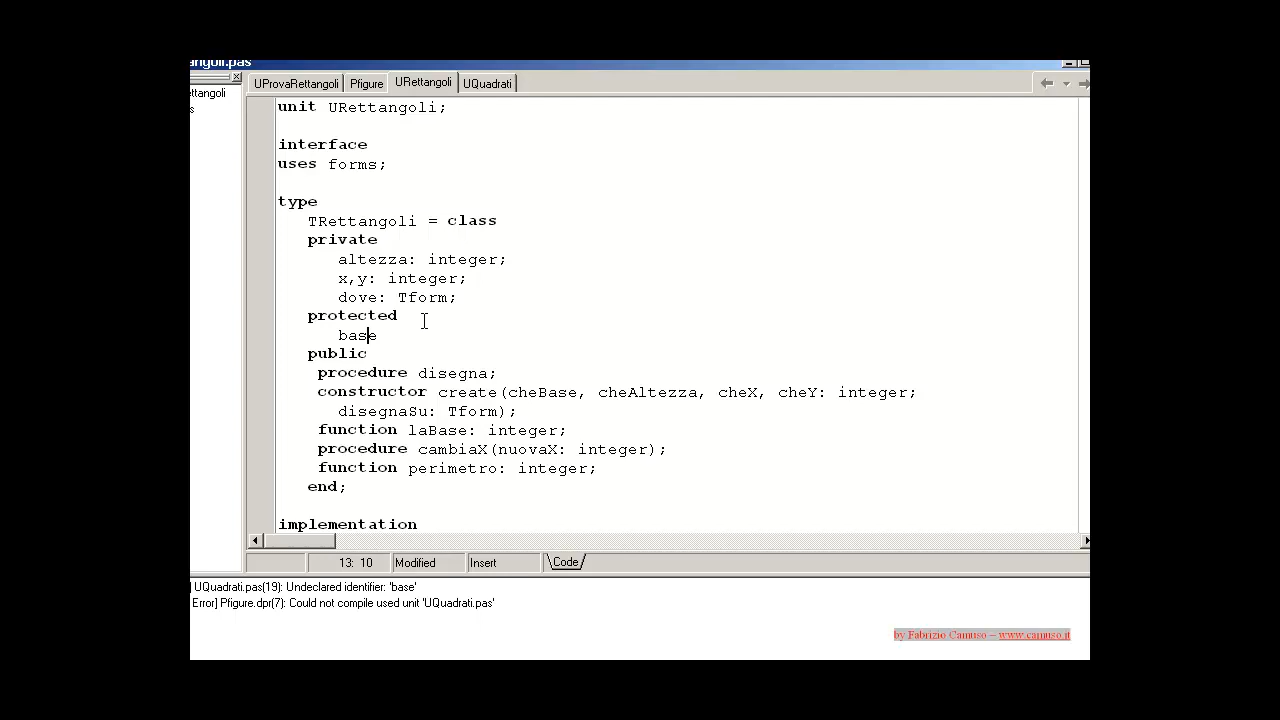 angoli.pas
ettangoli
s
UProvaRettangoli Pfigure URettangoli UQuadrati
unit URettangoli;
interface
uses forms;
type
TRettangoli = class
private
altezza: integer;
x,y: integer;
dove: Tform;
protected
base
public
procedure disegna;
constructor create(cheBase, cheAltezza, cheX, cheY: integer;
disegnaSu: Tform);
function laBase: integer;
procedure cambiaX(nuovaX: integer);
function perimetro: integer;
end;
implementation
13: 10 Modified Insert Code
] UQuadrati.pas(19): Undeclared identifier: 'base'
Error] Pfigure.dpr(7): Could not compile used unit 'UQuadrati.pas'
by Fabrizio Camuso – www.camuso.it